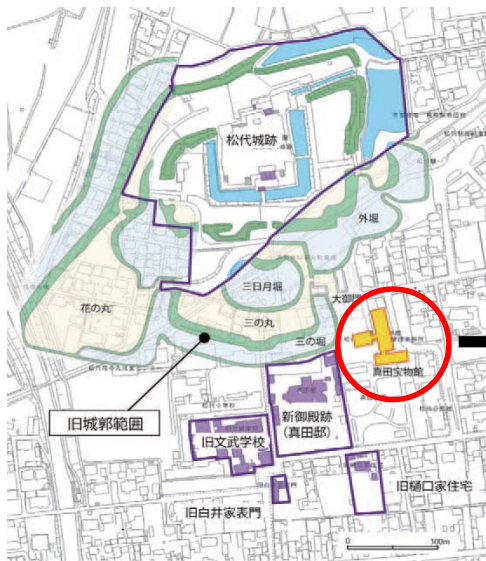 松代城跡
外堀
三日月堀
大御門
花の丸
三の丸
三の堀
真田宝物館
旧城郭範囲
新御殿跡
(真田邸)
旧文武学校
旧樋口家住宅
旧白井家表門
0
100m